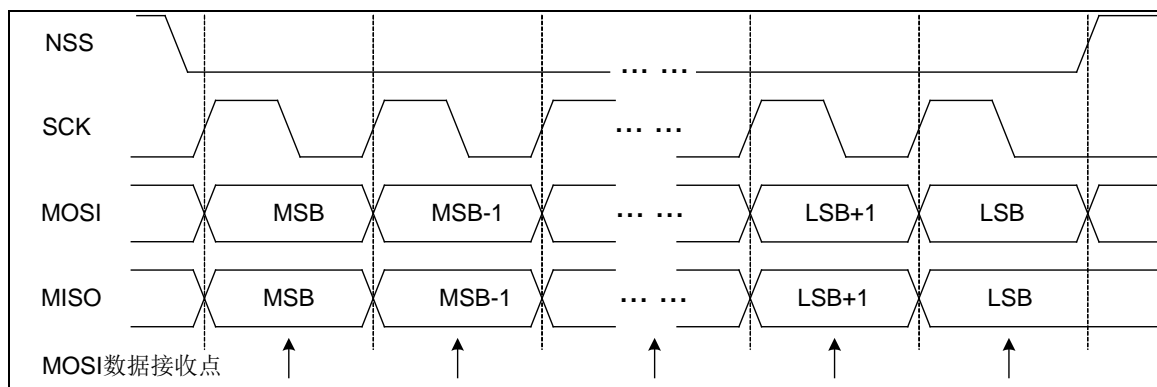 NSS ... ...
SCK ... ...
MOSI MSB MSB-1 ... ... LSB+1 LSB
MISO MSB MSB-1 ... ... LSB+1 LSB
MOSI数据接收点